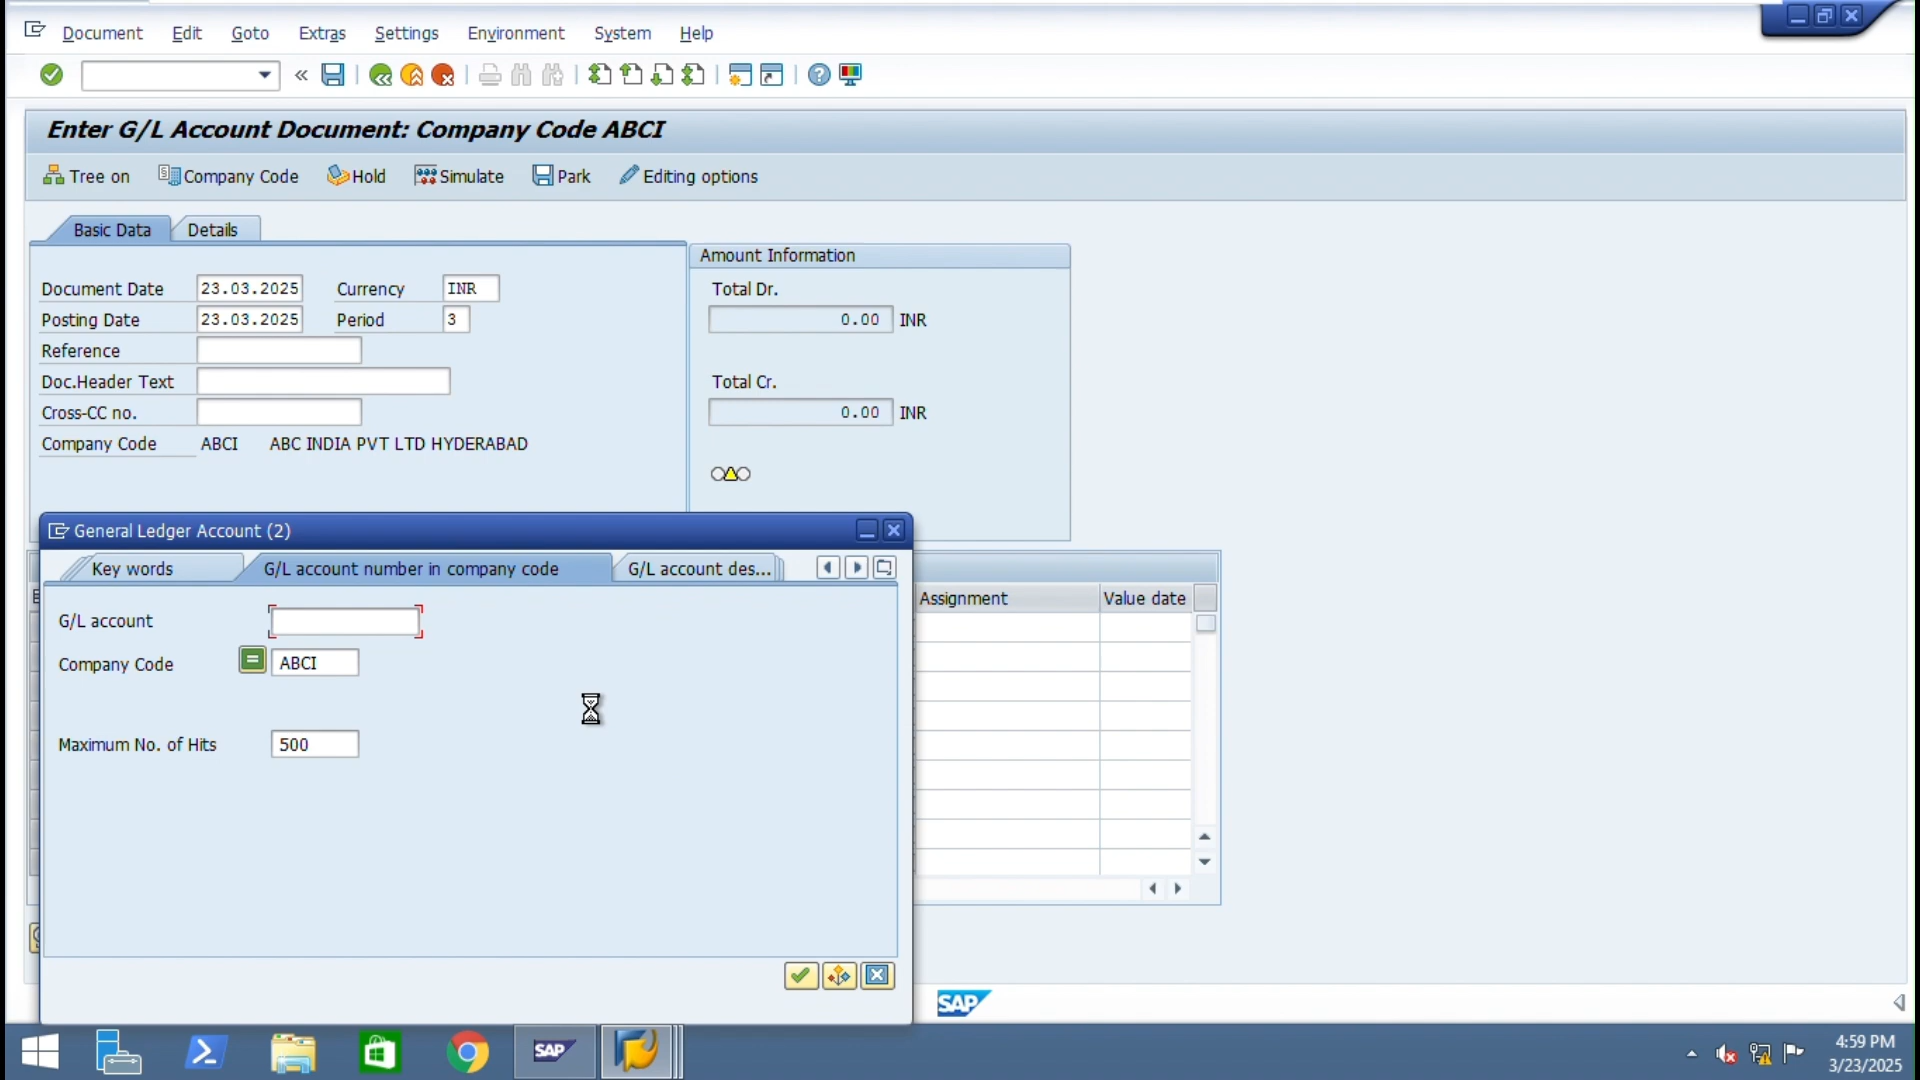 Document Edit Goto Extras Settings Environment System Help
Enter G/L Account Document: Company Code ABCI
Tree on Company Code Hold Simulate Park Editing options
Basic Data Details
Amount Information
Document Date 23.03.2025 Currency INR
Total Dr.
Posting Date 23.03.2025 Period 3
0.00 INR
Reference
Doc.Header Text
Total Cr.
Cross-CC no.
0.00 INR
Company Code ABCI ABC INDIA PVT LTD HYDERABAD
General Ledger Account (2)
Key words G/L account number in company code G/L account des...
Assignment Value date
G/L account
Company Code = ABCI
Maximum No. of Hits 500
SAP
SAP
4:59 PM
3/23/2025